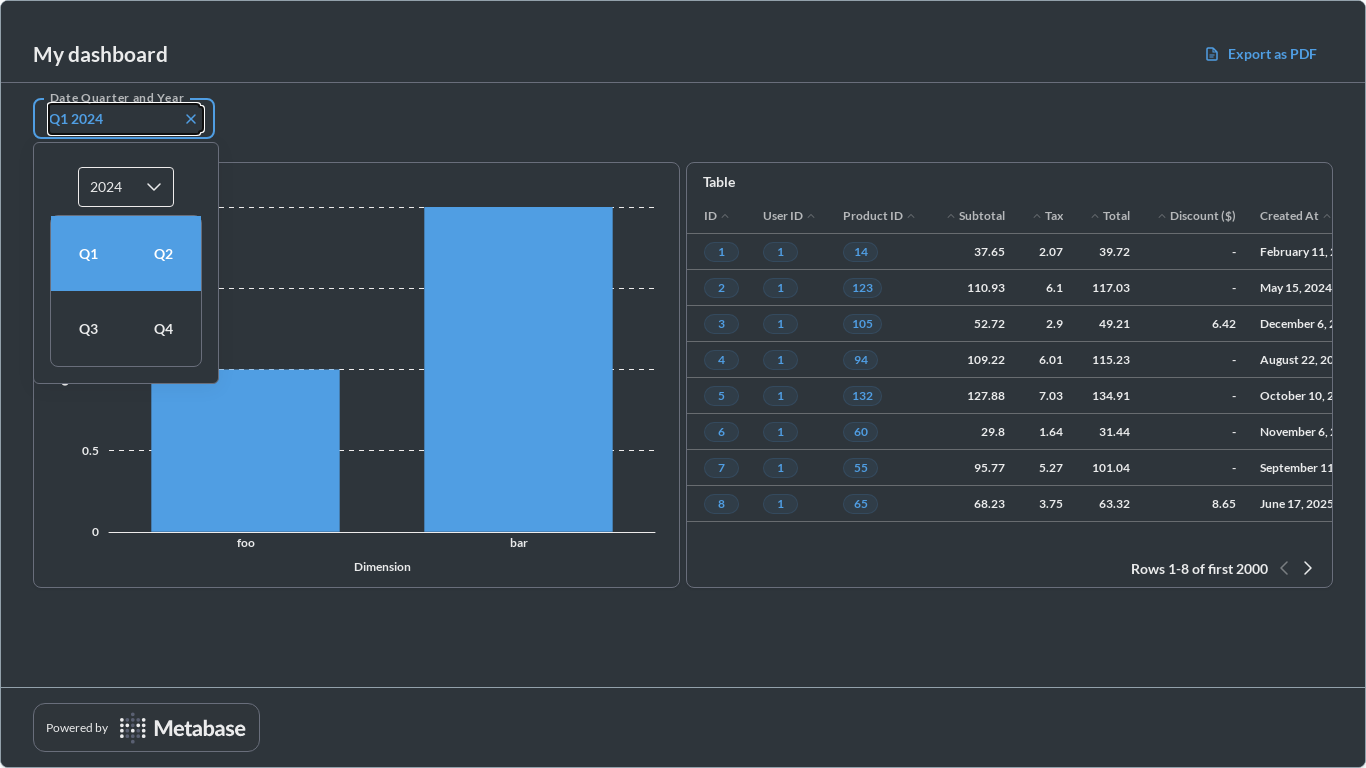 My dashboard
Export as PDF
Date Quarter and Year
Q1 2024
2024
Q1 Q2
Q3 Q4
0.5
0
foo bar
Dimension
Table
ID User ID Product ID Subtotal Tax Total Discount ($) Created At
1 1 14 37.65 2.07 39.72 - February 11,
2 1 123 110.93 6.1 117.03 - May 15, 2024
3 1 105 52.72 2.9 49.21 6.42 December 6,
4 1 94 109.22 6.01 115.23 - August 22, 20
5 1 132 127.88 7.03 134.91 - October 10, 2
6 1 60 29.8 1.64 31.44 - November 6,
7 1 55 95.77 5.27 101.04 - September 11
8 1 65 68.23 3.75 63.32 8.65 June 17, 2025
Rows 1-8 of first 2000
Powered by Metabase